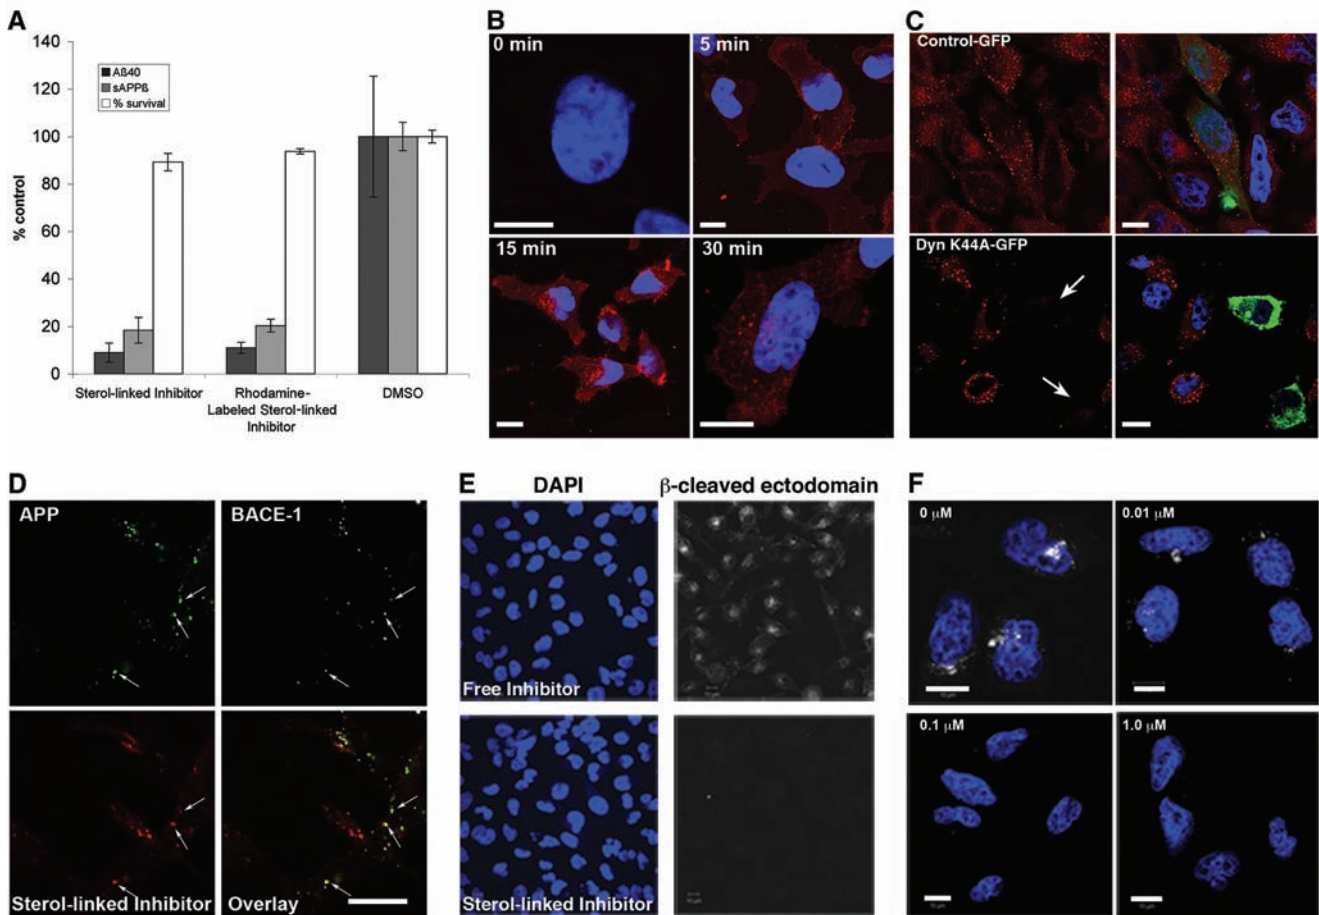 A
140
120
100
80
60
40
20
0
% control
Aß40
sAPPß
% survival
Sterol-linked Inhibitor
Rhodamine-
Labeled Sterol-linked
Inhibitor
DMSO
B
0 min
5 min
15 min
30 min
C
Control-GFP
Dyn K44A-GFP
D
APP
BACE-1
Sterol-linked Inhibitor
Overlay
E
DAPI
β-cleaved ectodomain
Free Inhibitor
Sterol-linked Inhibitor
F
0 μM
0.01 μM
0.1 μM
1.0 μM